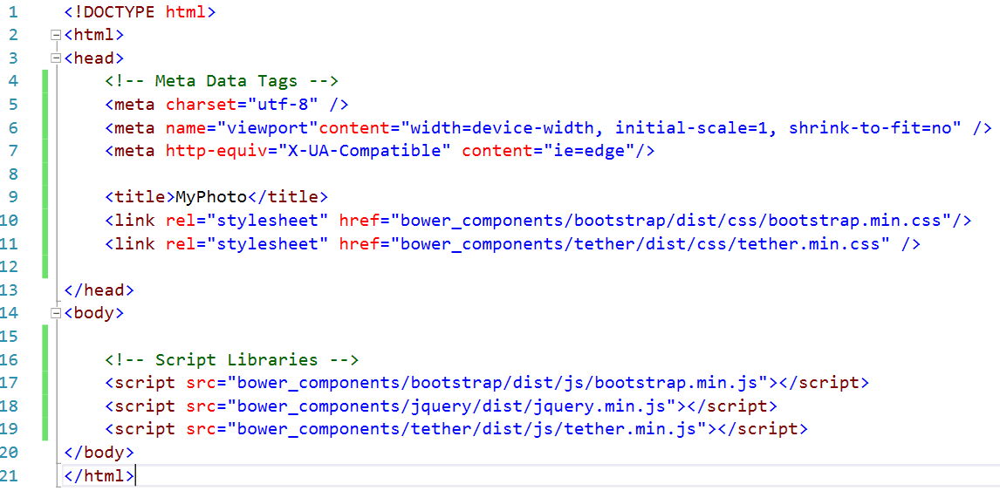 1 <!DOCTYPE html>
2 <html>
3 <head>
4 <!-- Meta Data Tags -->
5 <meta charset="utf-8" />
6 <meta name="viewport"content="width=device-width, initial-scale=1, shrink-to-fit=no" />
7 <meta http-equiv="X-UA-Compatible" content="ie=edge"/>
8
9 <title>MyPhoto</title>
10 <link rel="stylesheet" href="bower_components/bootstrap/dist/css/bootstrap.min.css"/>
11 <link rel="stylesheet" href="bower_components/tether/dist/css/tether.min.css" />
12
13 </head>
14 <body>
15
16 <!-- Script Libraries -->
17 <script src="bower_components/bootstrap/dist/js/bootstrap.min.js"></script>
18 <script src="bower_components/jquery/dist/jquery.min.js"></script>
19 <script src="bower_components/tether/dist/js/tether.min.js"></script>
20 </body>
21 </html>